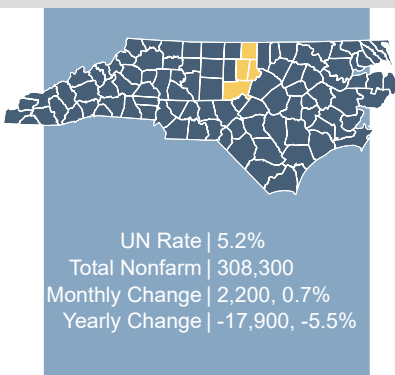 UN Rate | 5.2%
Total Nonfarm | 308,300
Monthly Change | 2,200, 0.7%
Yearly Change | -17,900, -5.5%